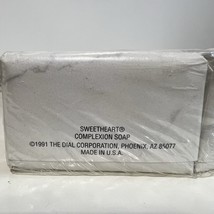 SWEETHEART®
COMPLEXION SOAP
©1991 THE DIAL CORPORATION, PHOENIX, AZ 85077
MADE IN U.S.A.